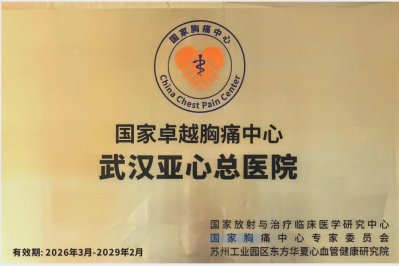 国家胸痛中心
China Chest Pain Center
国家卓越胸痛中心
武汉亚心总医院
国家放射与治疗临床医学研究中心
国家胸痛中心专家委员会
有效期: 2026年3月-2029年2月
苏州工业园区东方华夏心血管健康研究院